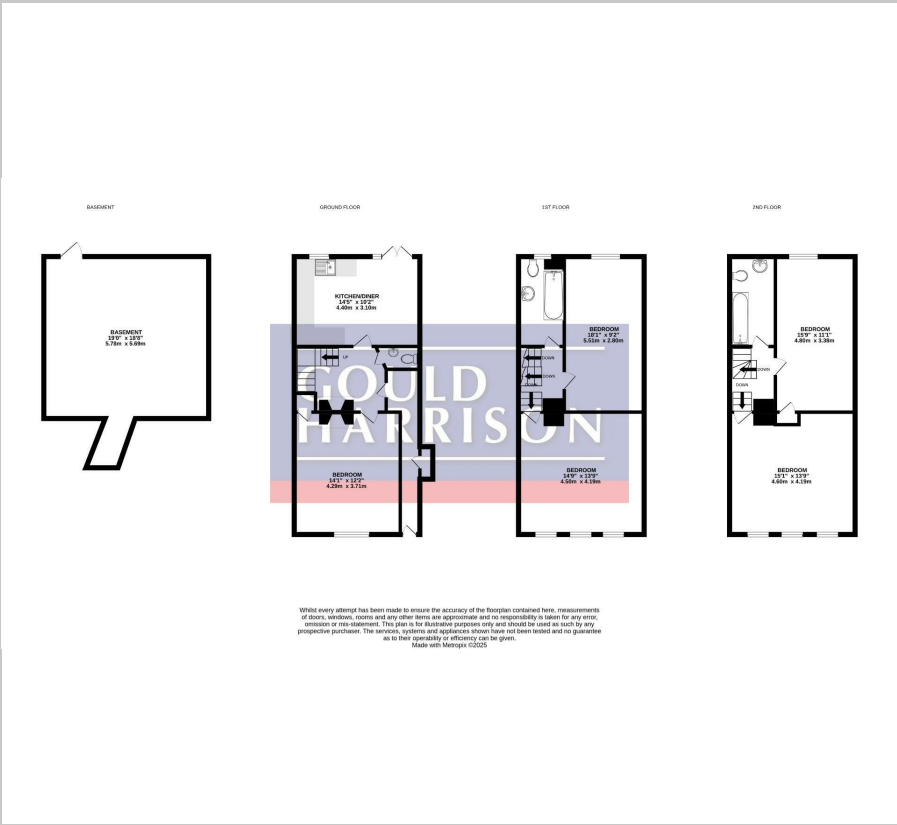 BASEMENT
GROUND FLOOR
1ST FLOOR
2ND FLOOR
BASEMENT
19'0" x 18'8"
5.78m x 5.69m
KITCHEN/DINER
14'5" x 10'2"
4.40m x 3.10m
UP
BEDROOM
14'1" x 12'2"
4.29m x 3.71m
BEDROOM
18'1" x 9'2"
5.51m x 2.80m
DOWN
DOWN
DOWN
BEDROOM
14'9" x 13'9"
4.50m x 4.19m
BEDROOM
15'9" x 11'1"
4.80m x 3.38m
DOWN
DOWN
BEDROOM
15'1" x 13'9"
4.60m x 4.19m
GOULD
HARRISON
Whilst every attempt has been made to ensure the accuracy of the floorplan contained here, measurements
of doors, windows, rooms and any other items are approximate and no responsibility is taken for any error,
omission or mis-statement. This plan is for illustrative purposes only and should be used as such by any
prospective purchaser. The services, systems and appliances shown have not been tested and no guarantee
as to their operability or efficiency can be given.
Made with Metropix ©2025